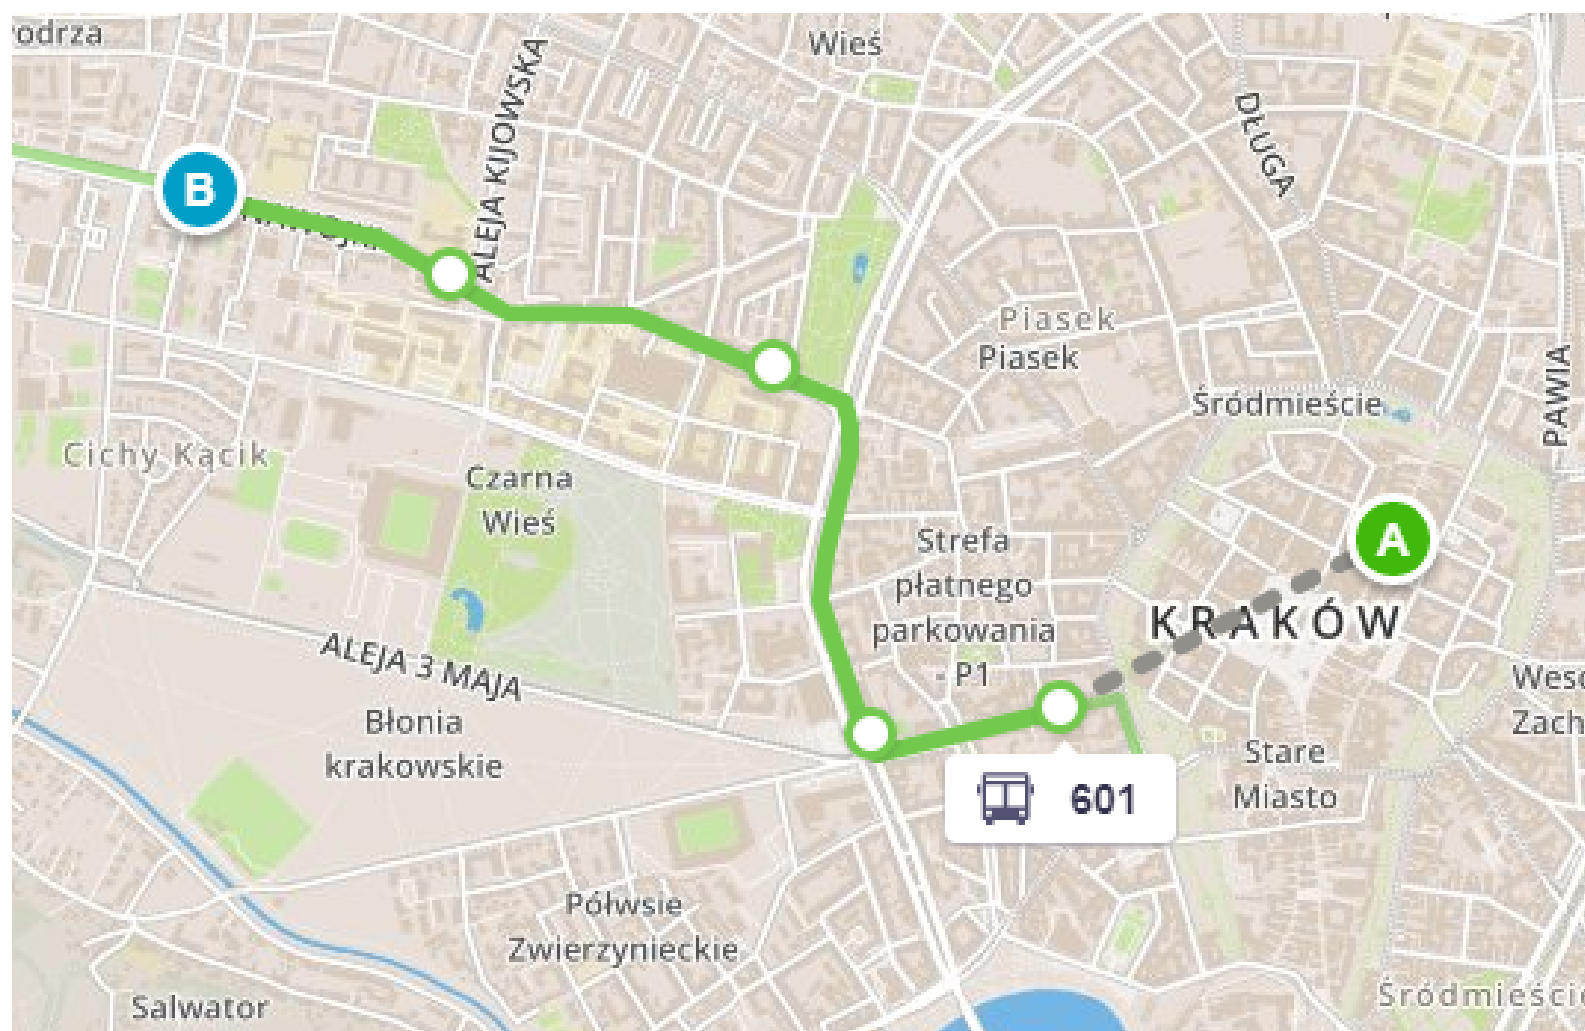 Wieś
ALEJA KIJOWSKA
DŁUGA
B
Piasek
Piasek
PAWIA
Śródmieście
Cichy Kącik
Czarna
Wieś
Strefa
płatnego
parkowania
- P1
A
KRAKÓW
ALEJA 3 MAJA
Błonia
krakowskie
Stare
Miasto
601
Półwsie
Zwierzynieckie
Salwator